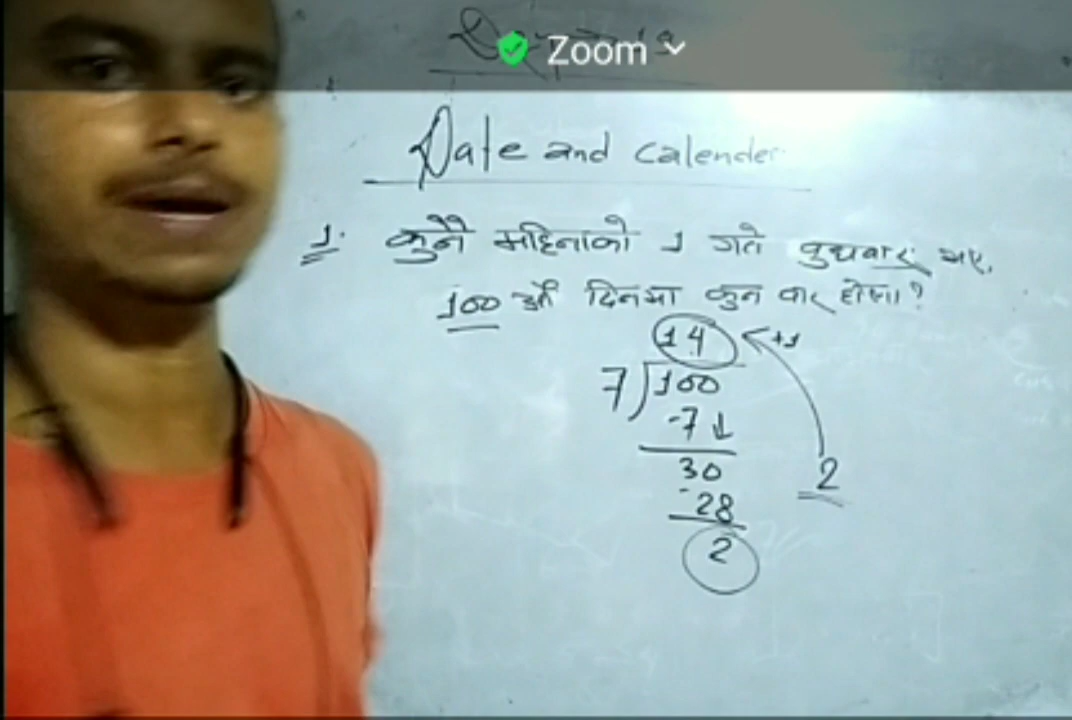 Zoom
Date and calender
1. कुनै महिनाको 1 गते वुधवार भए,
100 औं दिनमा कुन वार होला?
14 +1
7)100
-7↓
30 2
-28
2